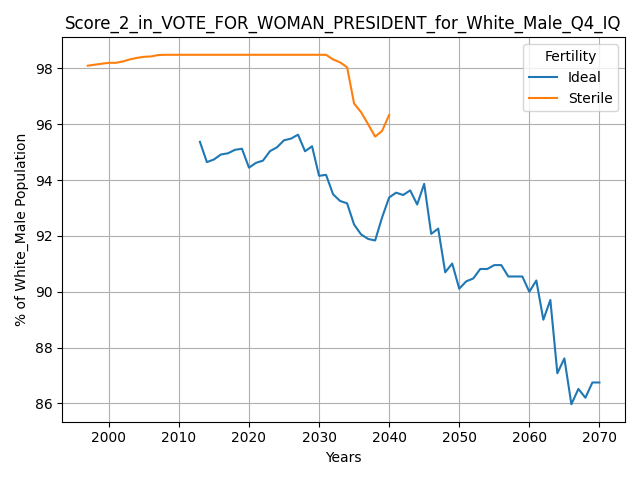 Score_2_in_VOTE_FOR_WOMAN_PRESIDENT_for_White_Male_Q4_IQ
Fertility
Ideal
Sterile
% of White_Male Population
98
96
94
92
90
88
86
2000 2010 2020 2030 2040 2050 2060 2070
Years